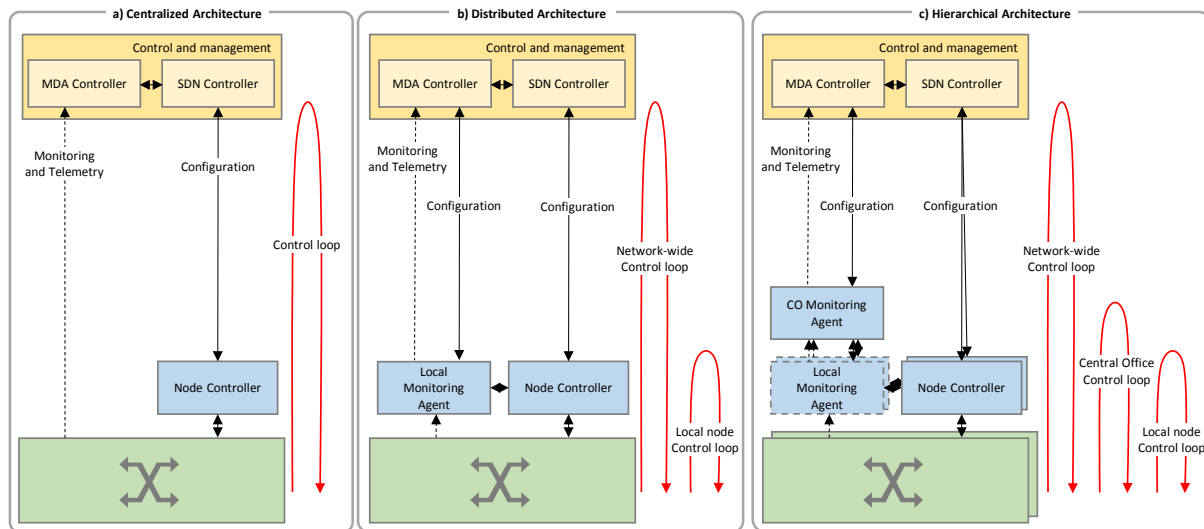 a) Centralized Architecture
Control and management
MDA Controller
SDN Controller
Monitoring
and Telemetry
Configuration
Control loop
Node Controller
b) Distributed Architecture
Control and management
MDA Controller
SDN Controller
Monitoring
and Telemetry
Configuration
Configuration
Network-wide
Control loop
Local
Monitoring
Agent
Node Controller
Local node
Control loop
c) Hierarchical Architecture
Control and management
MDA Controller
SDN Controller
Monitoring
and Telemetry
Configuration
Configuration
Network-wide
Control loop
CO Monitoring
Agent
Local
Monitoring
Agent
Node Controller
Central Office
Control loop
Local node
Control loop